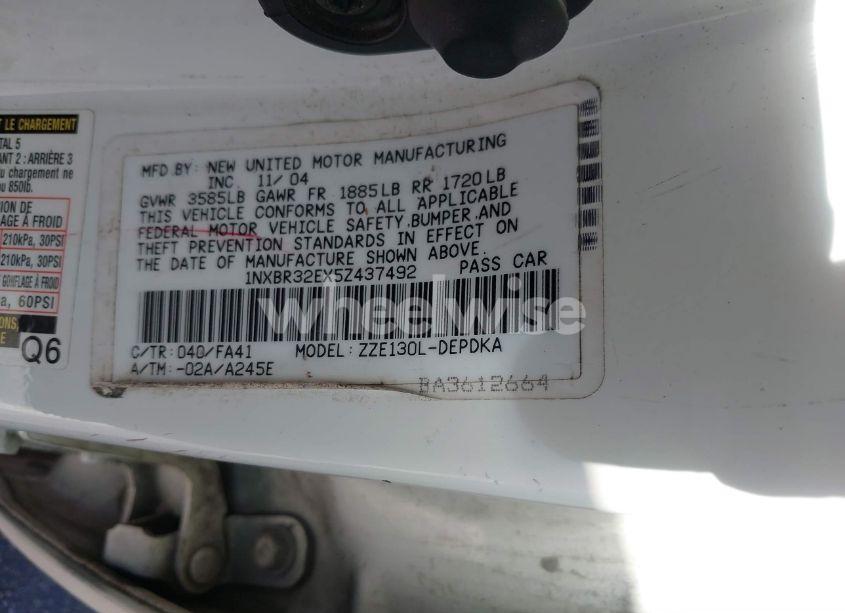 ET LE CHARGEMENT
TAL 5
ANT 2 : ARRIÈRE 3
u chargement ne
ou 850lb.
SION DE
LAGE À FROID
210kPa, 30PSI
210kPa, 30PSI
GONFLAGE À FROID
a, 60PSI
IONS,
E
Q6
MFD BY: NEW UNITED MOTOR MANUFACTURING
INC. 11/04
GVWR 3585LB GAWR FR 1885LB RR 1720LB
THIS VEHICLE CONFORMS TO ALL APPLICABLE
FEDERAL MOTOR VEHICLE SAFETY,BUMPER,AND
THEFT PREVENTION STANDARDS IN EFFECT ON
THE DATE OF MANUFACTURE SHOWN ABOVE.
1NXBR32EX5Z437492 PASS CAR
wheelwise
C/TR: 040/FA41 MODEL: ZZE130L-DEPDKA
A/TM: -02A/A245E
BA3612664